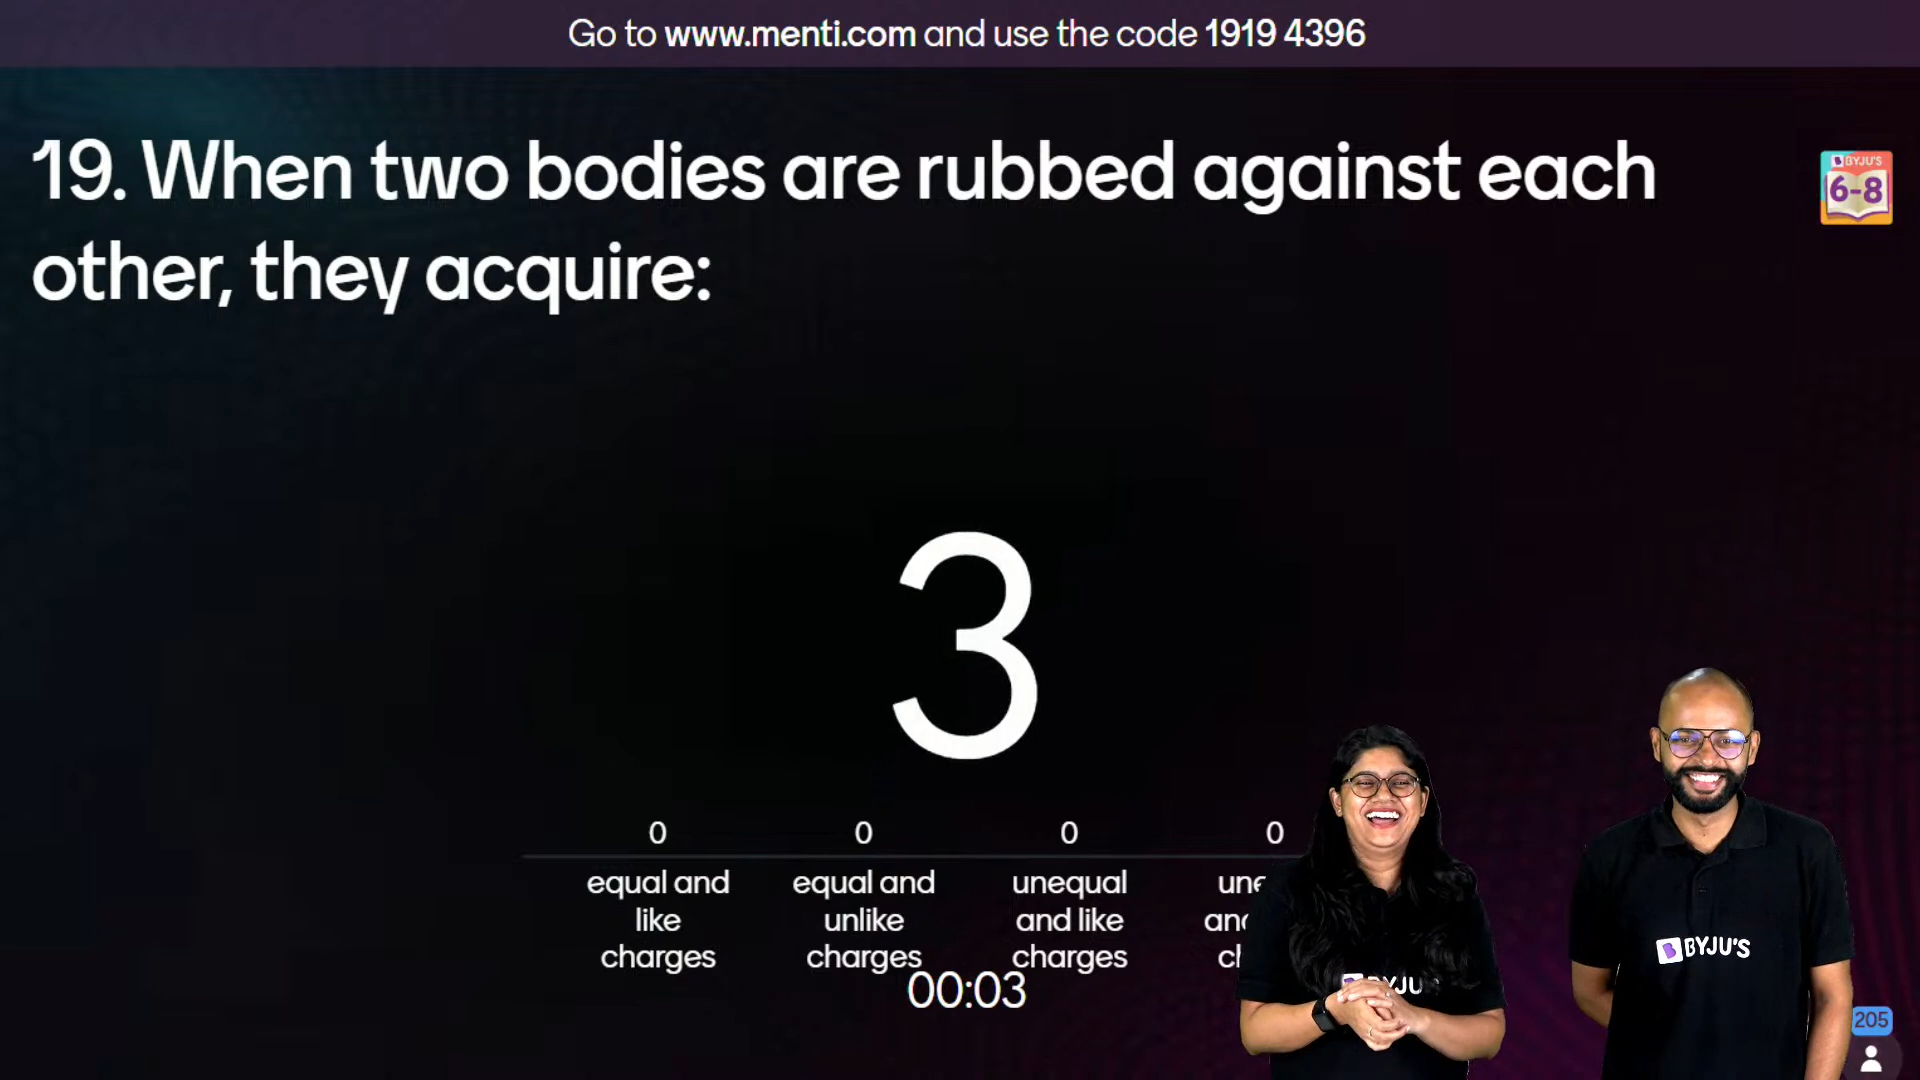 Go to www.menti.com and use the code 1919 4396
19. When two bodies are rubbed against each
other, they acquire:
BYJU'S
6-8
3
0
0
0
0
equal and
like
charges
equal and
unlike
charges
unequal
and like
charges
00:03
BYJU'S
205